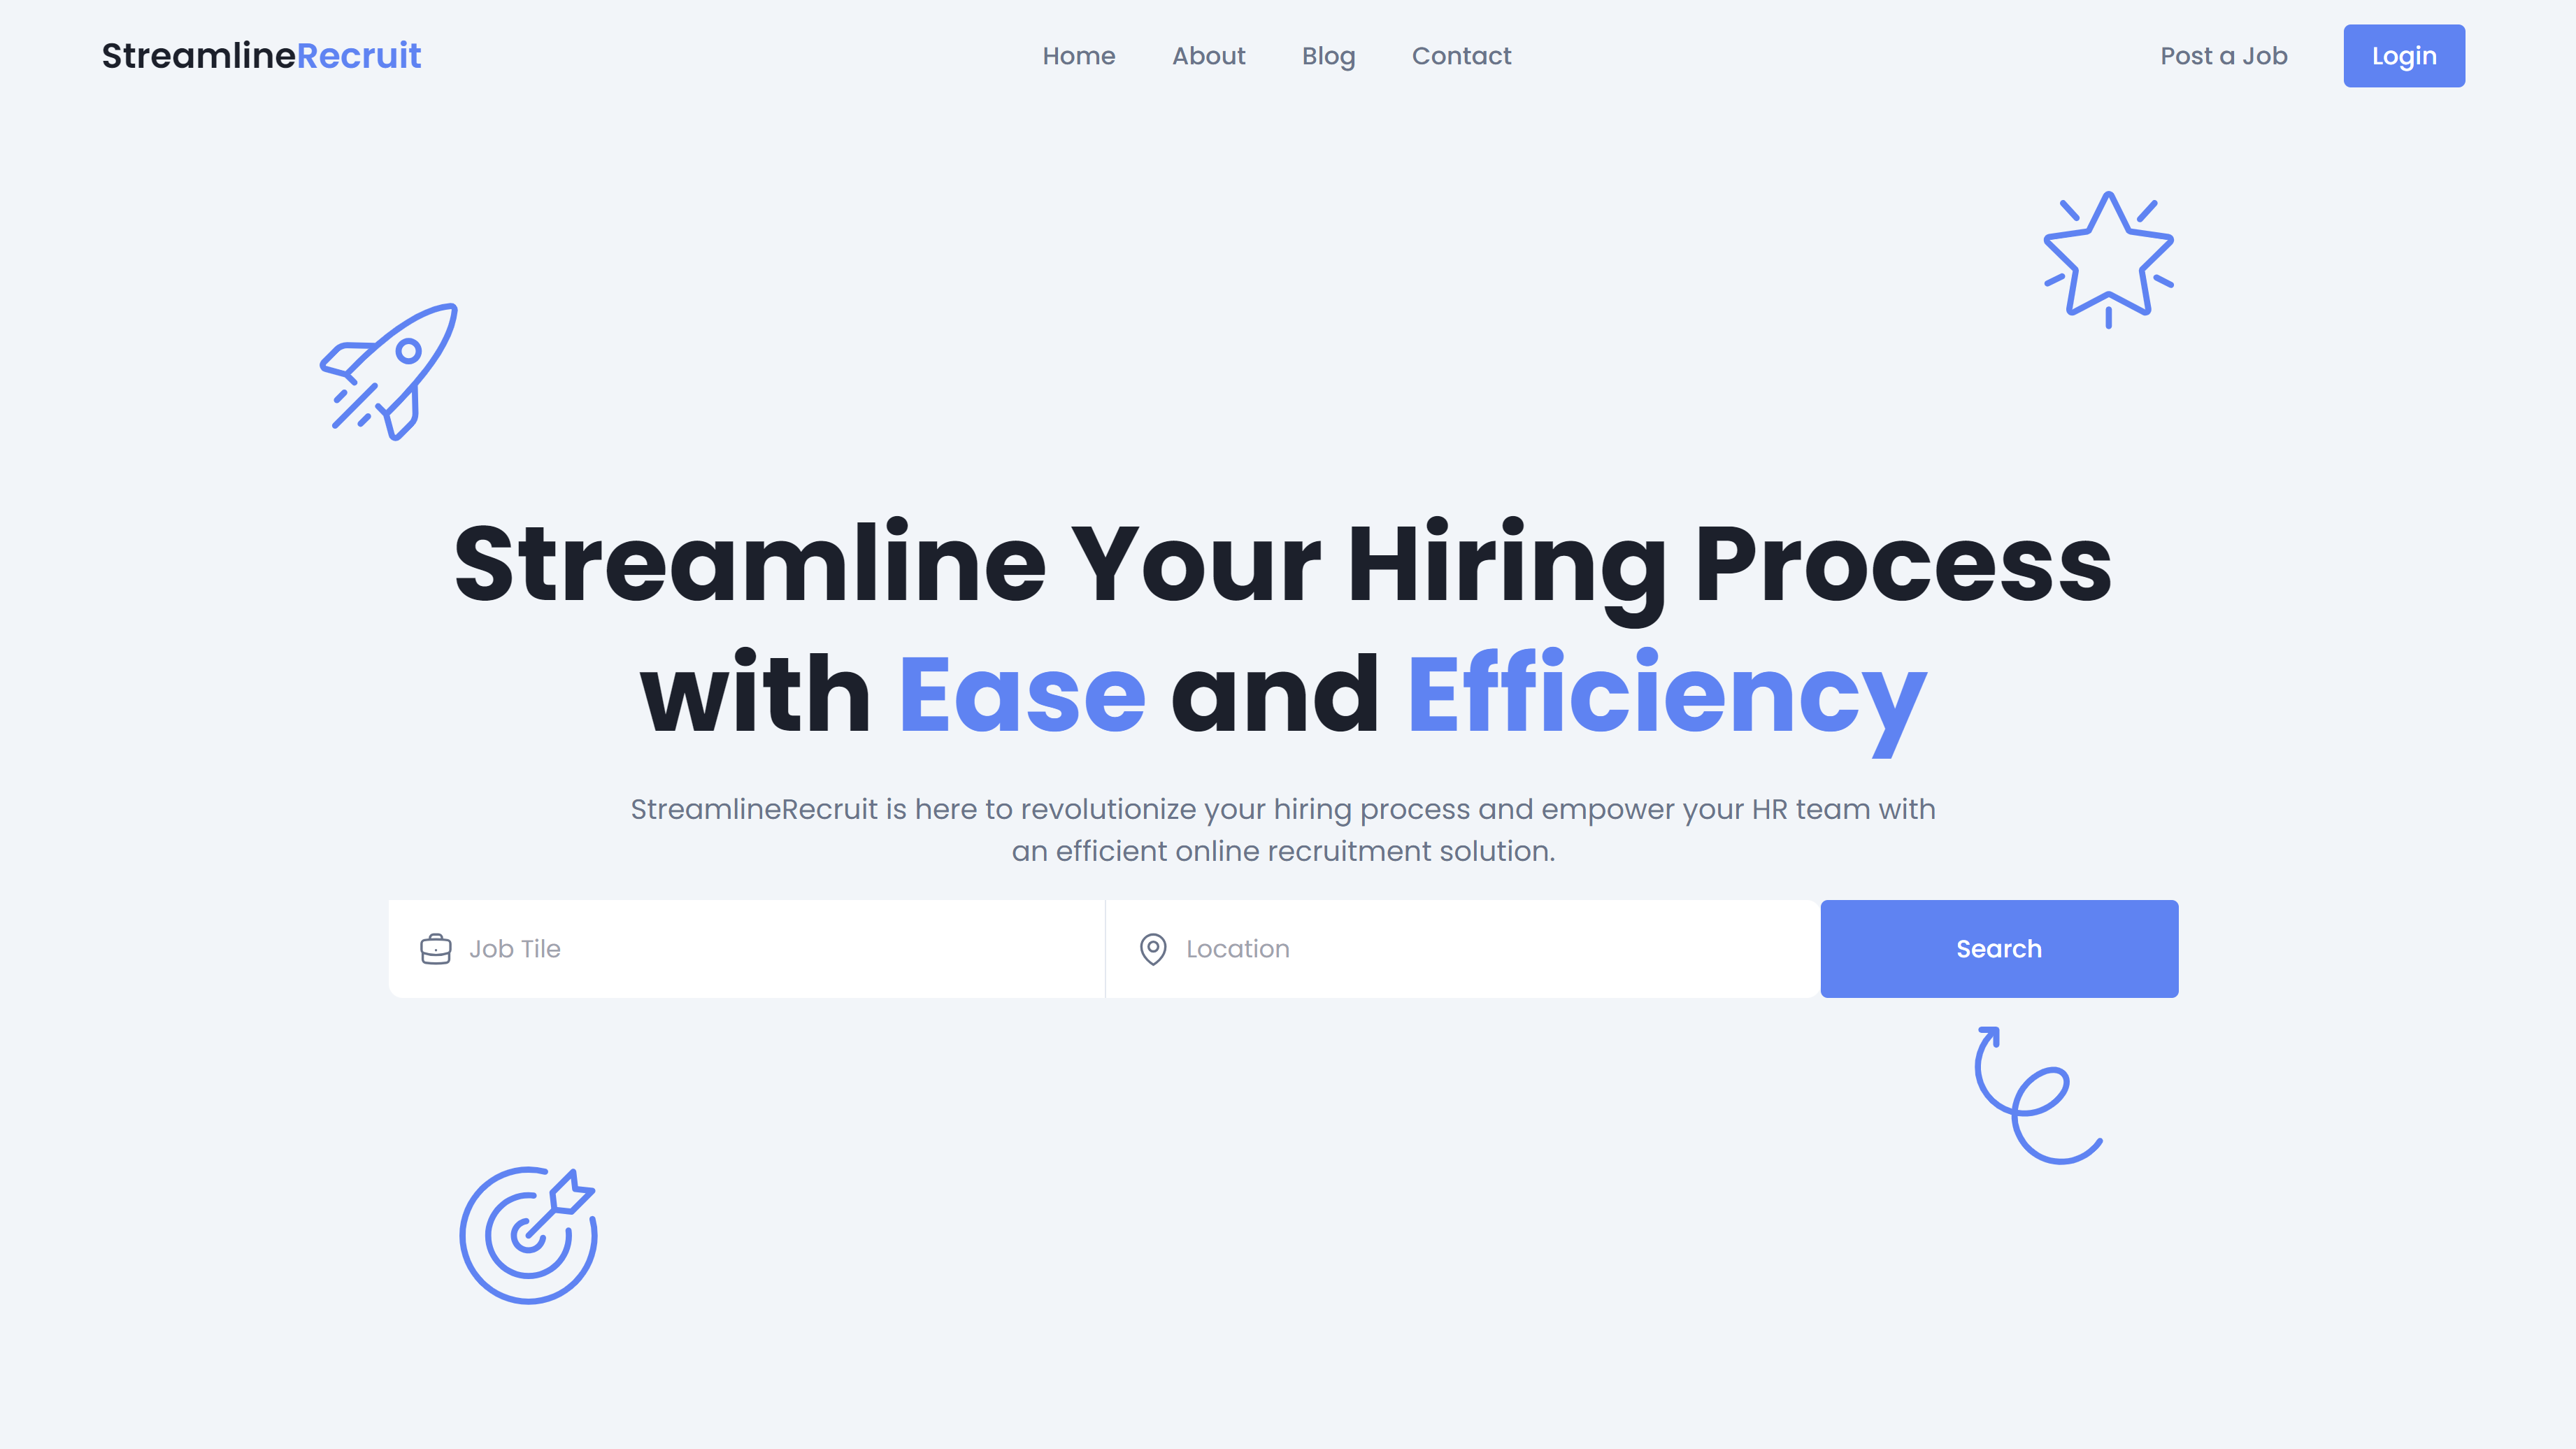 StreamlineRecruit
Home About Blog Contact
Post a Job
Login
Streamline Your Hiring Process
with Ease and Efficiency
StreamlineRecruit is here to revolutionize your hiring process and empower your HR team with
an efficient online recruitment solution.
Job Tile
Location
Search